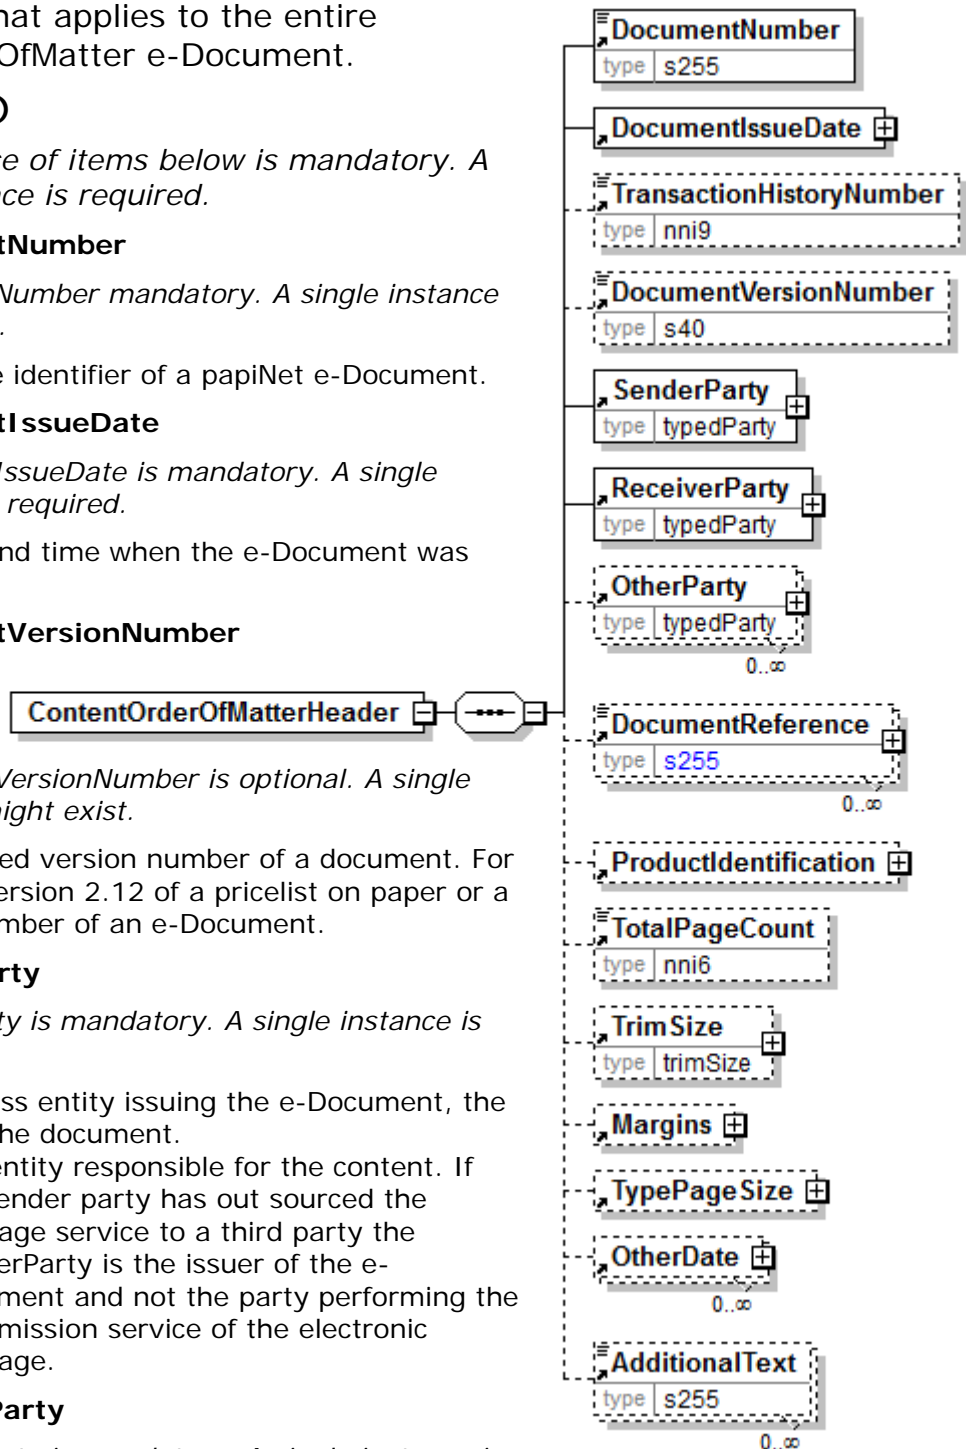 hat applies to the entire
OfMatter e-Document.
)
ce of items below is mandatory. A
nce is required.
tNumber
Number mandatory. A single instance
.
e identifier of a papiNet e-Document.
tIssueDate
IssueDate is mandatory. A single
required.
nd time when the e-Document was
tVersionNumber
ContentOrderOfMatterHeader
VersionNumber is optional. A single
might exist.
ed version number of a document. For
ersion 2.12 of a pricelist on paper or a
mber of an e-Document.
rty
ty is mandatory. A single instance is
ss entity issuing the e-Document, the
he document.
entity responsible for the content. If
ender party has out sourced the
age service to a third party the
erParty is the issuer of the e-
ment and not the party performing the
mission service of the electronic
age.
Party
DocumentNumber
type s255
DocumentIssueDate
TransactionHistoryNumber
type nni9
DocumentVersionNumber
type s40
SenderParty
type typedParty
ReceiverParty
type typedParty
OtherParty
type typedParty
0..∞
DocumentReference
type s255
0..∞
ProductIdentification
TotalPageCount
type nni6
TrimSize
type trimSize
Margins
TypePageSize
OtherDate
0..∞
AdditionalText
type s255
0..∞